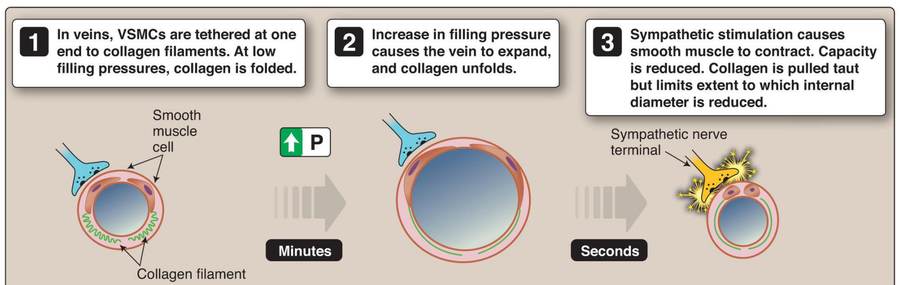 1
In veins, VSMCs are tethered at one
end to collagen filaments. At low
filling pressures, collagen is folded.
2
Increase in filling pressure
causes the vein to expand,
and collagen unfolds.
3
Sympathetic stimulation causes
smooth muscle to contract. Capacity
is reduced. Collagen is pulled taut
but limits extent to which internal
diameter is reduced.
Smooth
muscle
cell
P
Sympathetic nerve
terminal
Minutes
Seconds
Collagen filament